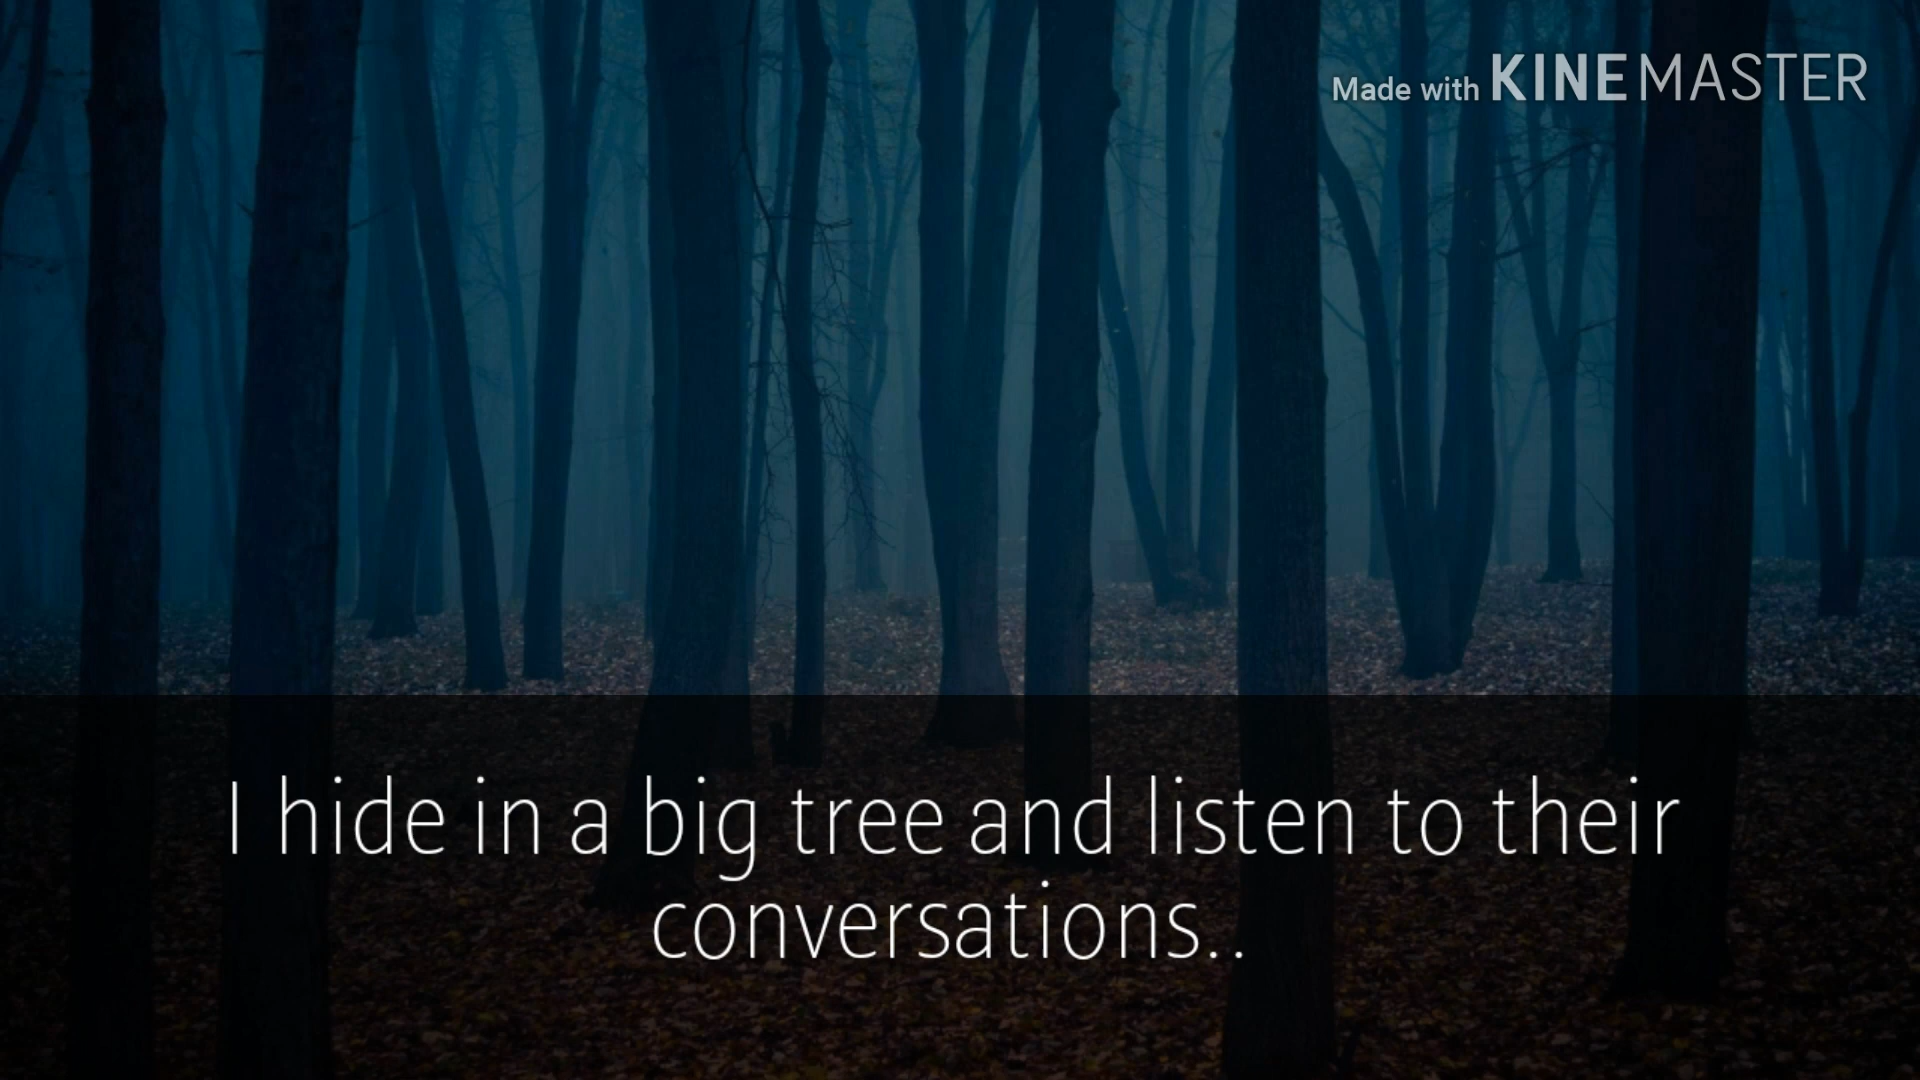 Made with KINEMASTER
I hide in a big tree and listen to their
conversations..